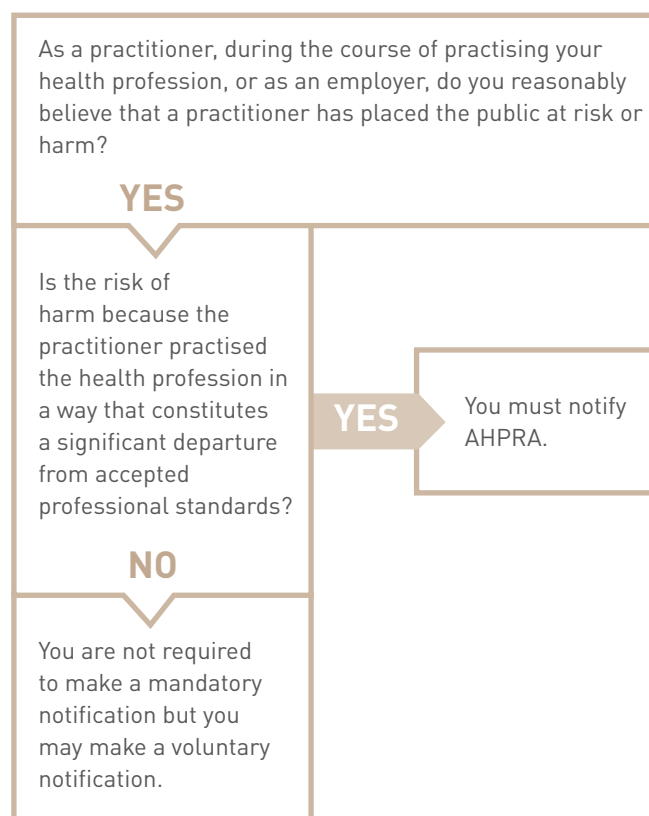 As a practitioner, during the course of practising your
health profession, or as an employer, do you reasonably
believe that a practitioner has placed the public at risk or
harm?
YES
Is the risk of
harm because the
practitioner practised
the health profession in
a way that constitutes
a significant departure
from accepted
professional standards?
YES
You must notify
AHPRA.
NO
You are not required
to make a mandatory
notification but you
may make a voluntary
notification.